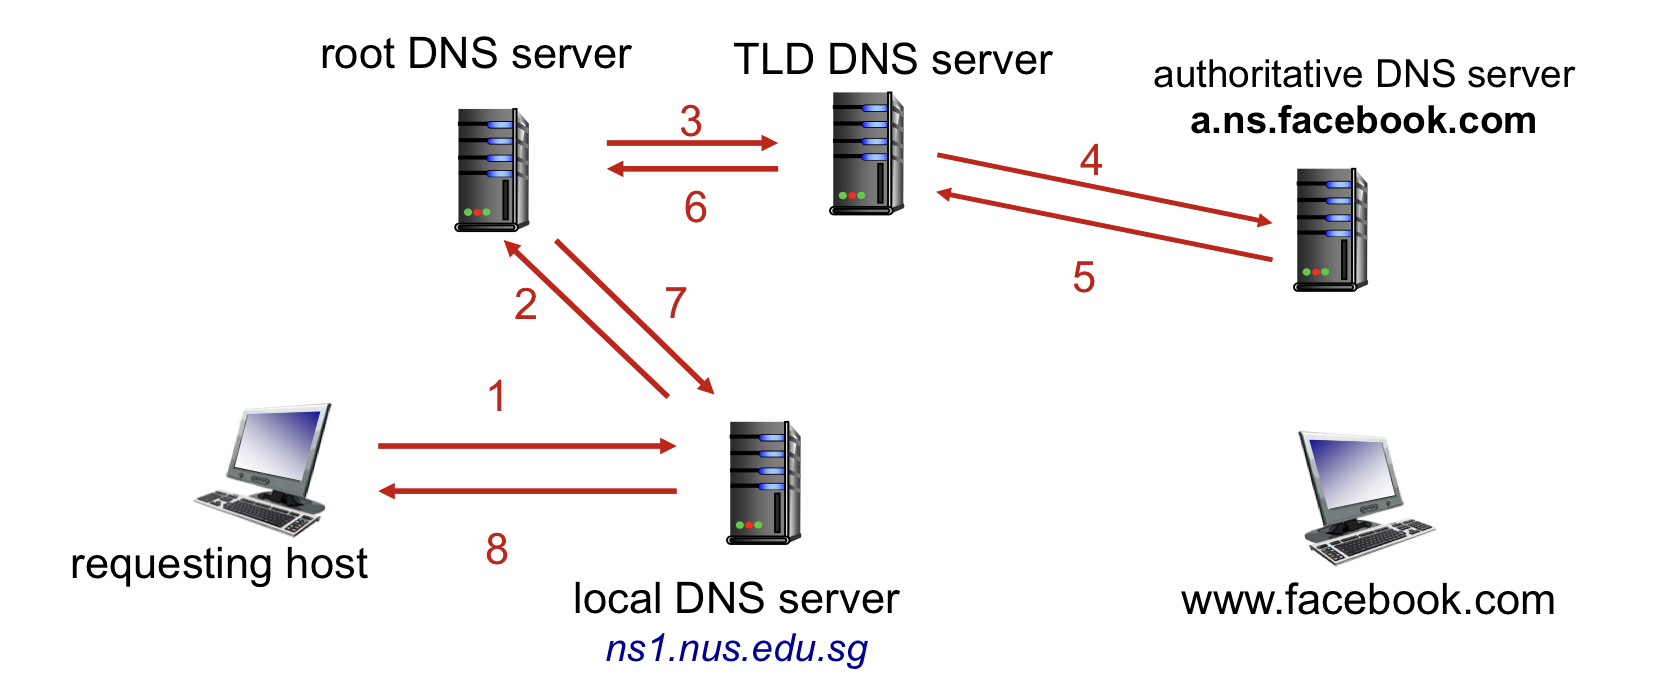 root DNS server
TLD DNS server
authoritative DNS server
a.ns.facebook.com
3
6
4
5
2
7
1
8
requesting host
local DNS server
ns1.nus.edu.sg
www.facebook.com